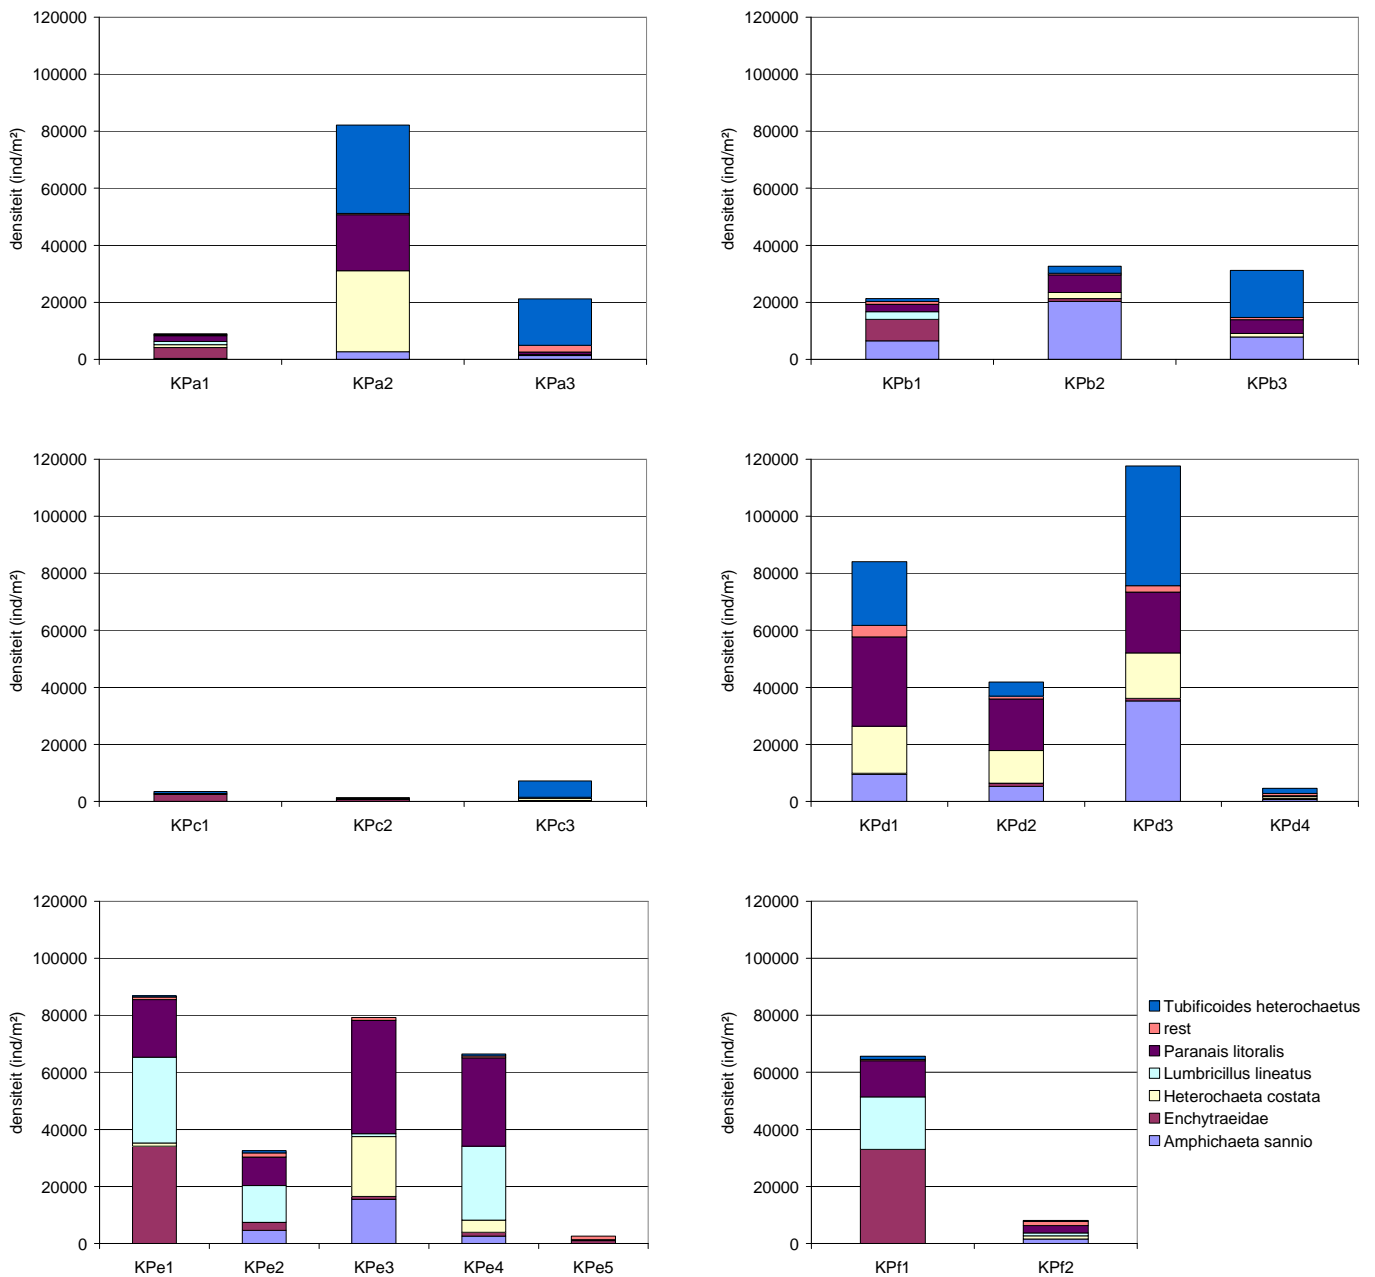 120000
100000
80000
60000
40000
20000
0
densiteit (ind/m²)
KPa1 KPa2 KPa3
120000
100000
80000
60000
40000
20000
0
densiteit (ind/m²)
KPb1 KPb2 KPb3
120000
100000
80000
60000
40000
20000
0
densiteit (ind/m²)
KPc1 KPc2 KPc3
120000
100000
80000
60000
40000
20000
0
densiteit (ind/m²)
KPd1 KPd2 KPd3 KPd4
120000
100000
80000
60000
40000
20000
0
densiteit (ind/m²)
KPe1 KPe2 KPe3 KPe4 KPe5
120000
100000
80000
60000
40000
20000
0
densiteit (ind/m²)
KPf1 KPf2
Tubificoides heterochaetus
rest
Paranais litoralis
Lumbricillus lineatus
Heterochaeta costata
Enchytraeidae
Amphichaeta sannio